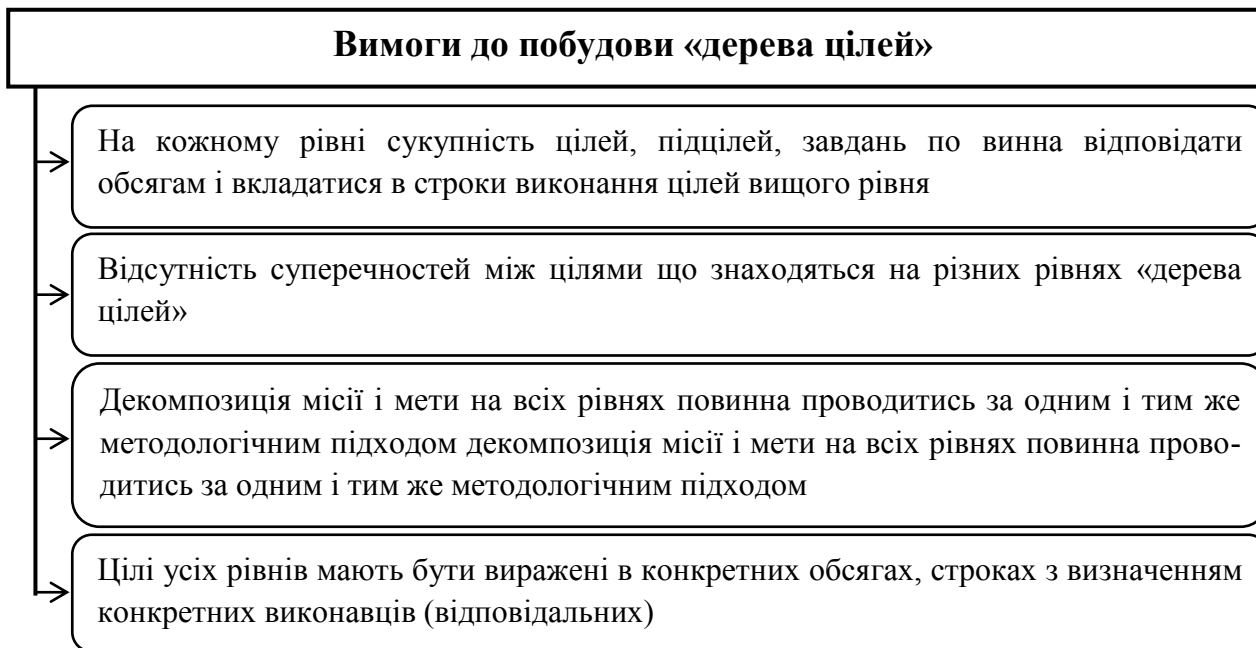 Вимоги до побудови «дерева цілей»
На кожному рівні сукупність цілей, підцілей, завдань по винна відповідати
обсягам і вкладатися в строки виконання цілей вищого рівня
Відсутність суперечностей між цілями що знаходяться на різних рівнях «дерева
цілей»
Декомпозиція місії і мети на всіх рівнях повинна проводитись за одним і тим же
методологічним підходом декомпозиція місії і мети на всіх рівнях повинна прово-
дитись за одним і тим же методологічним підходом
Цілі усіх рівнів мають бути виражені в конкретних обсягах, строках з визначенням
конкретних виконавців (відповідальних)